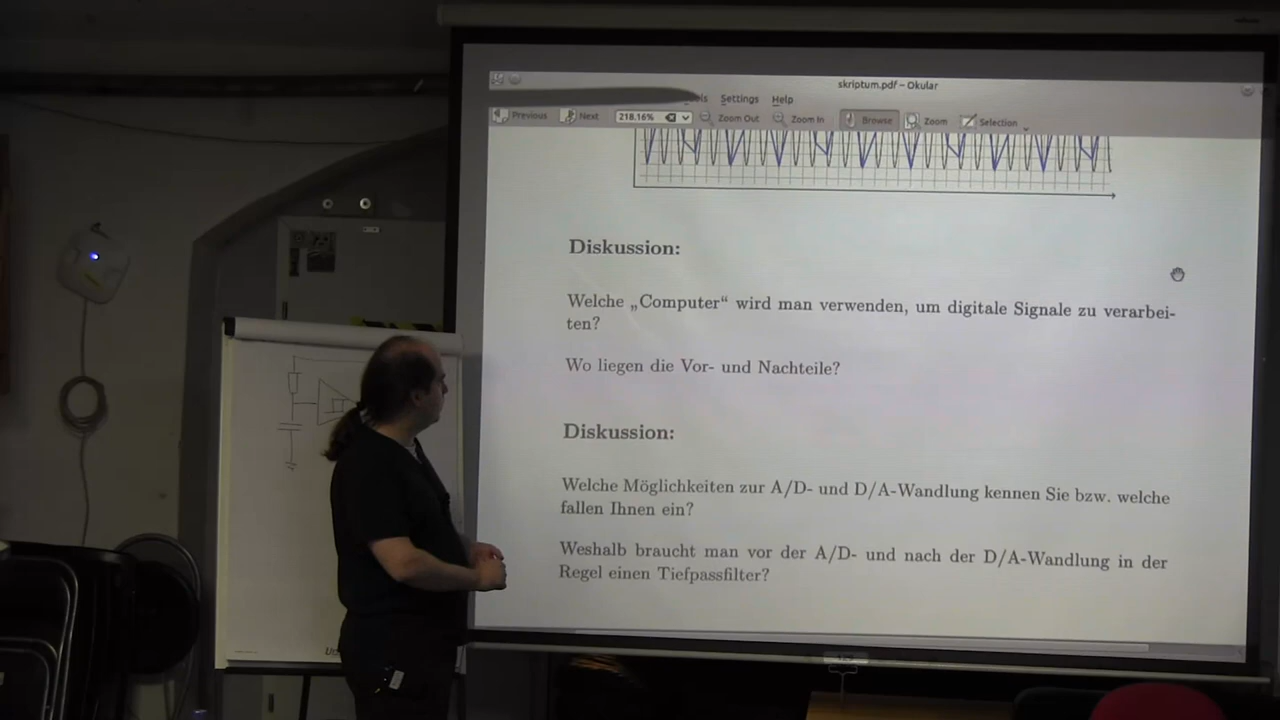 skriptum.pdf – Okular
Settings Help
Previous Next 218.16% Zoom Out Zoom In Browse Zoom Selection
Diskussion:
Welche „Computer“ wird man verwenden, um digitale Signale zu verarbei-
ten?
Wo liegen die Vor- und Nachteile?
Diskussion:
Welche Möglichkeiten zur A/D- und D/A-Wandlung kennen Sie bzw. welche
fallen Ihnen ein?
Weshalb braucht man vor der A/D- und nach der D/A-Wandlung in der
Regel einen Tiefpassfilter?